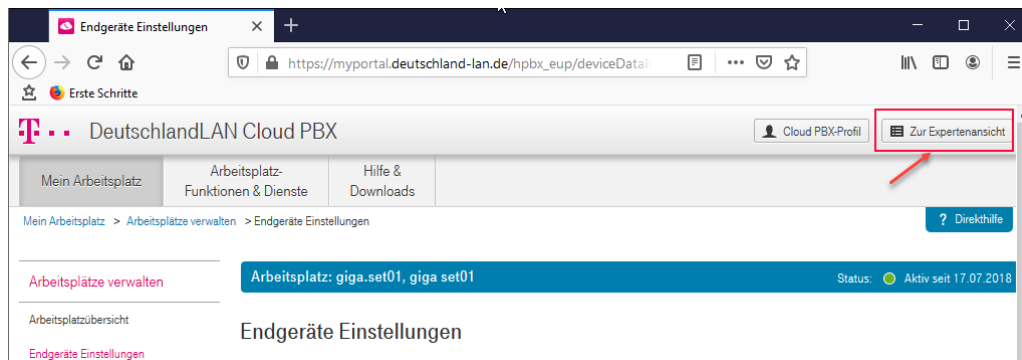 Endgeräte Einstellungen
https://myportal.deutschland-lan.de/hpbx_eup/deviceData
Erste Schritte
T DeutschlandLAN Cloud PBX
Cloud PBX-Profil
Zur Expertenansicht
Mein Arbeitsplatz
Arbeitsplatz-
Funktionen & Dienste
Hilfe &
Downloads
Mein Arbeitsplatz > Arbeitsplätze verwalten > Endgeräte Einstellungen
? Direkthilfe
Arbeitsplätze verwalten
Arbeitsplatz: giga.set01, giga set01
Status: Aktiv seit 17.07.2018
Arbeitsplatzübersicht
Endgeräte Einstellungen
Endgeräte Einstellungen